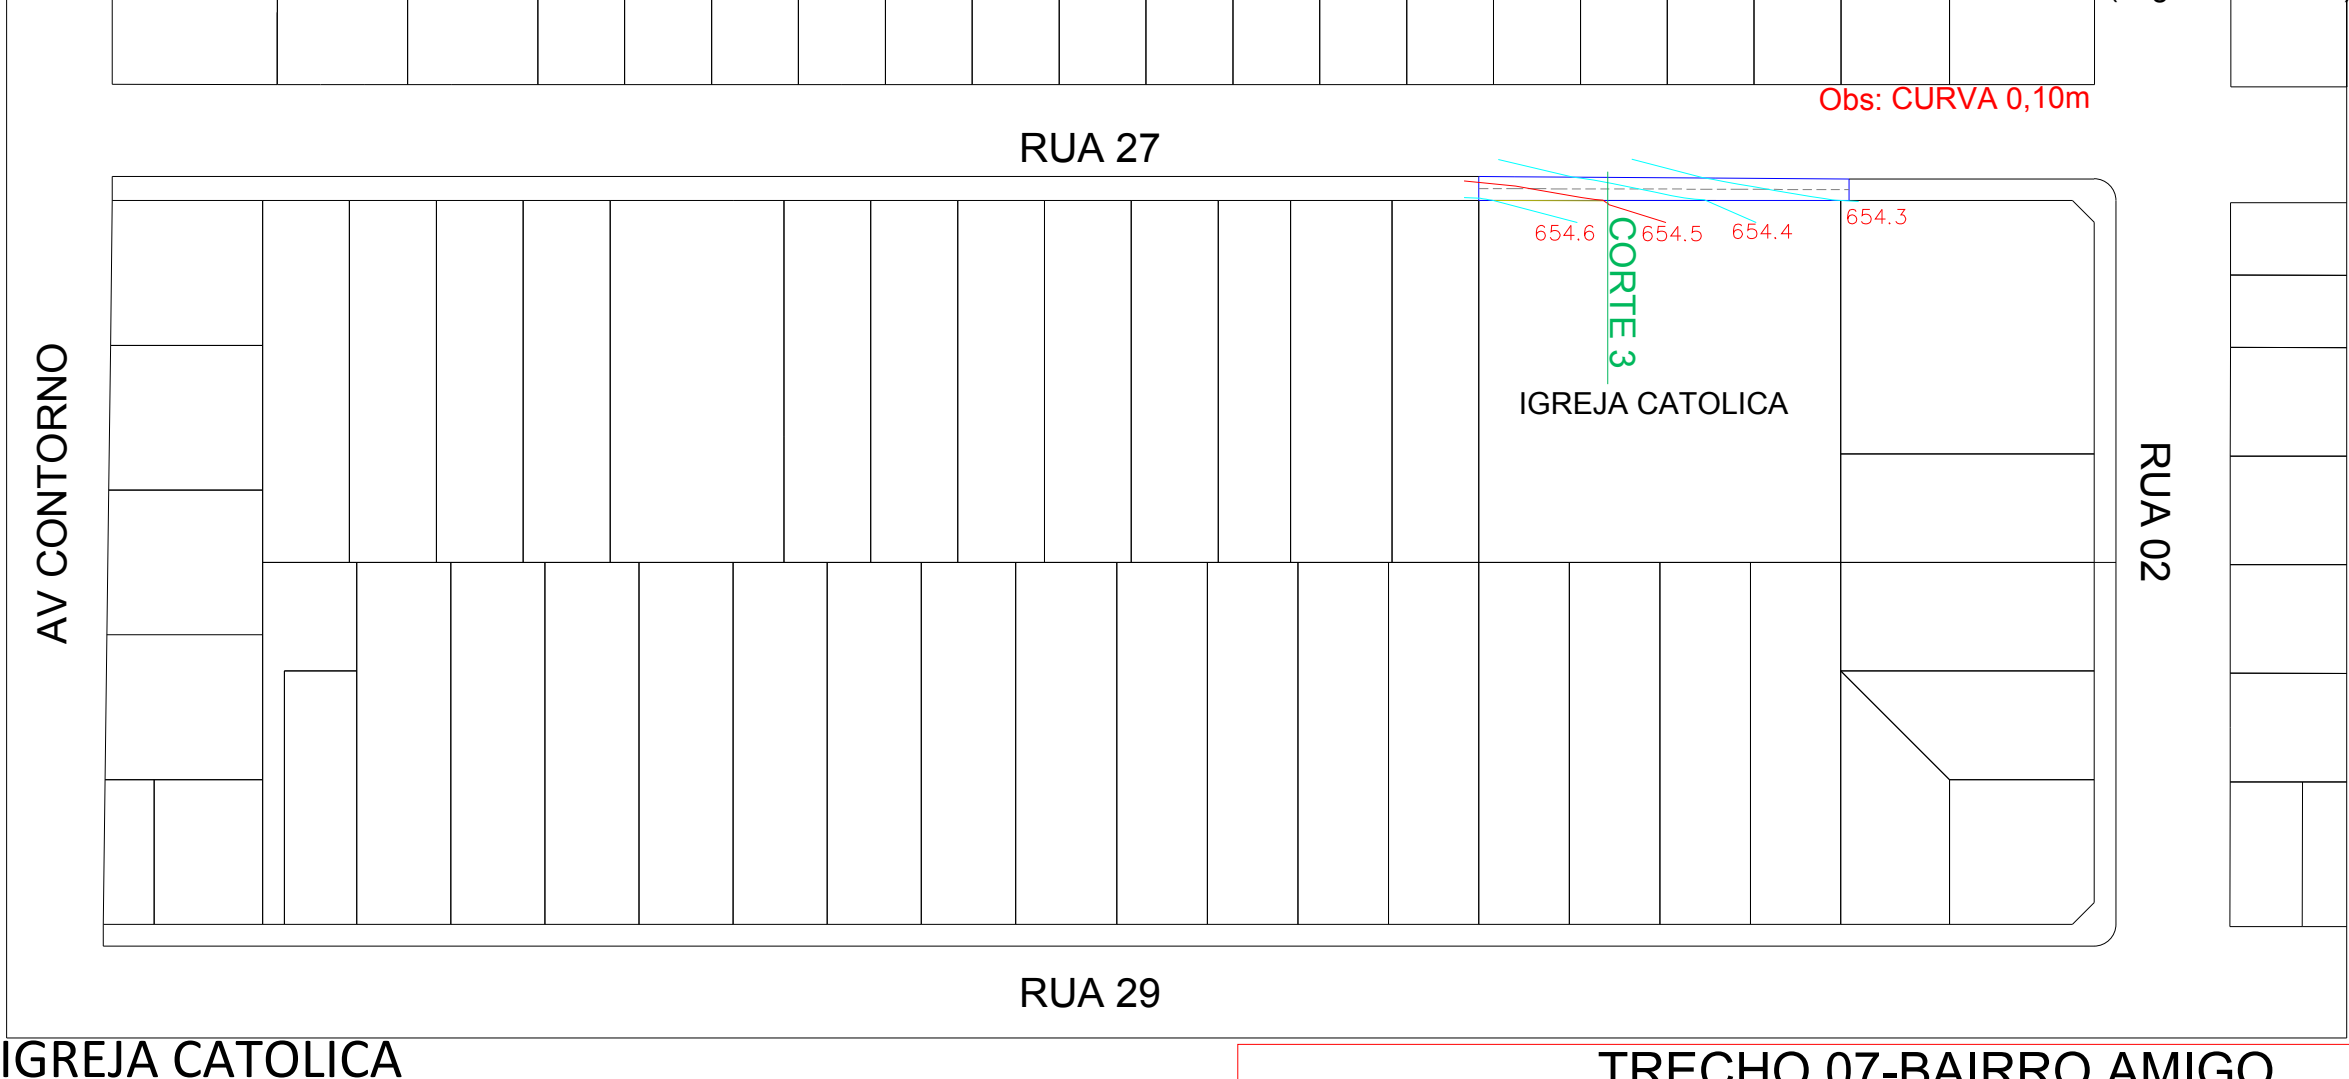 Obs: CURVA 0,10m
RUA 27
654.6
654.5
654.4
654.3
CORTE 3
IGREJA CATOLICA
AV CONTORNO
RUA 02
RUA 29
IGREJA CATOLICA
TRECHO 07-BAIRRO AMIGO